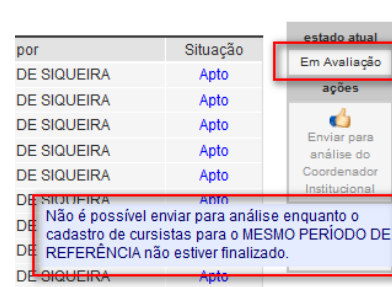 por Situação
DE SIQUEIRA Apto
DE SIQUEIRA Apto
DE SIQUEIRA Apto
DE SIQUEIRA Apto
DE SIQUEIRA Apto
DE SIQUEIRA Apto
DE
DE
DE SIQUEIRA Apto
estado atual
Em Avaliação
ações
Enviar para
análise do
Coordenador
Institucional
Não é possível enviar para análise enquanto o
cadastro de cursistas para o MESMO PERÍODO DE
REFERÊNCIA não estiver finalizado.